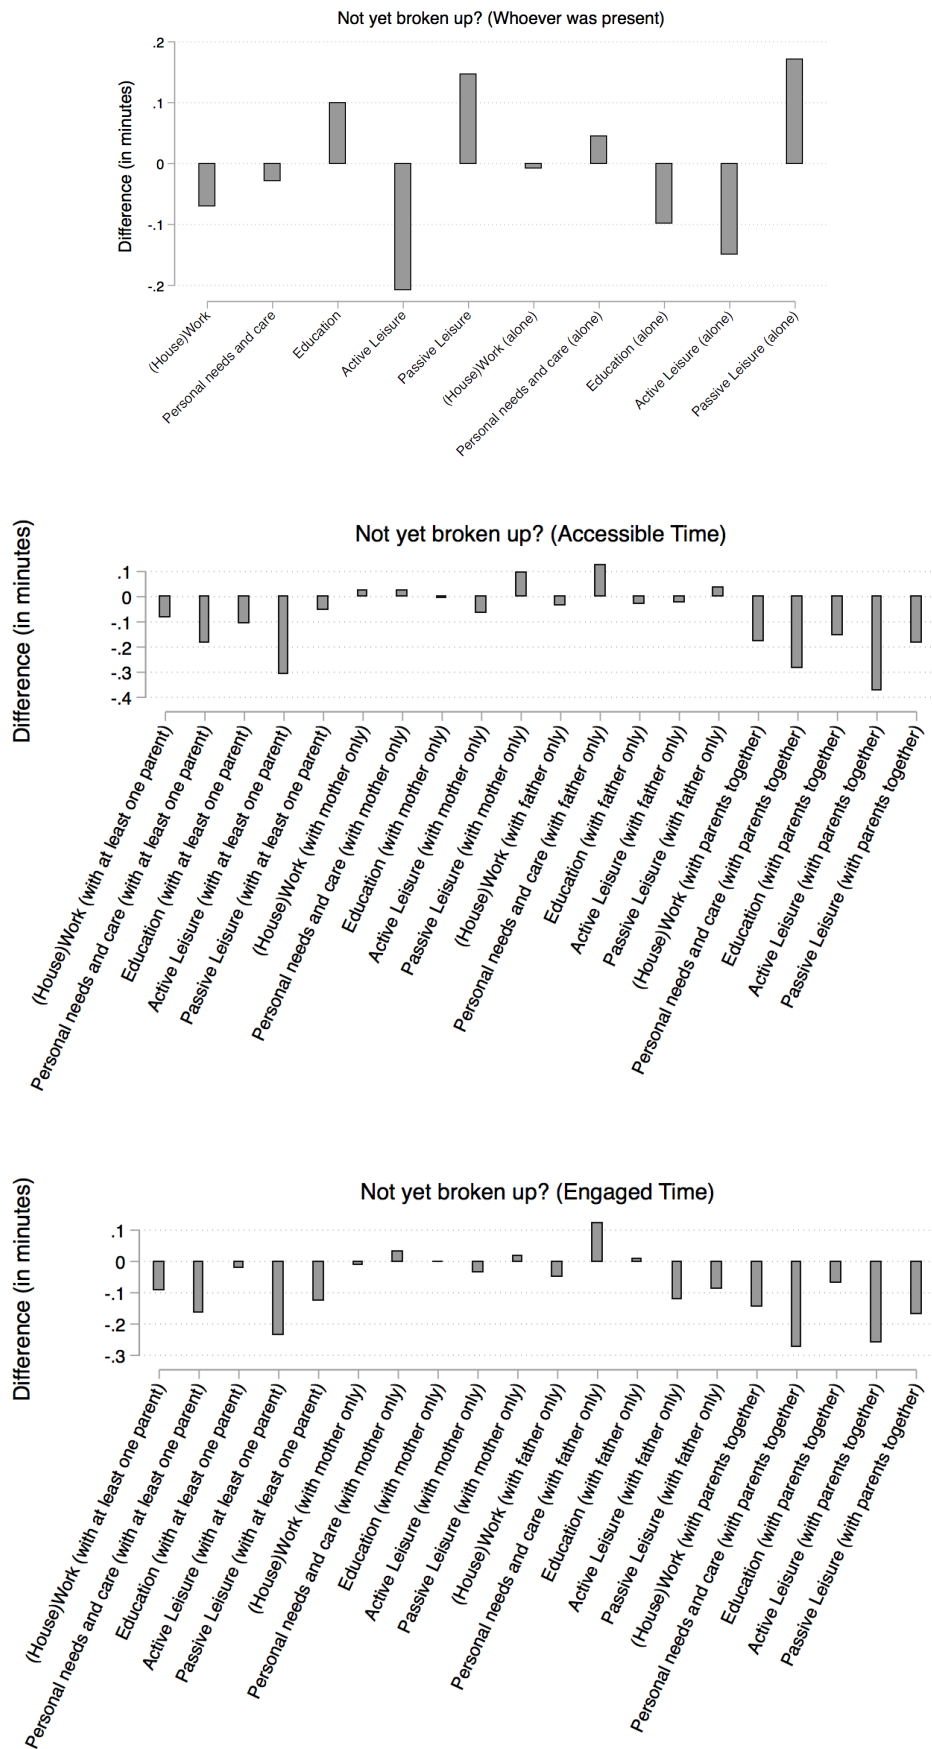 Not yet broken up? (Whoever was present)
Difference (in minutes)
.2
.1
0
-.1
-.2
(House)Work
Personal needs and care
Education
Active Leisure
Passive Leisure
(House)Work (alone)
Personal needs and care (alone)
Education (alone)
Active Leisure (alone)
Passive Leisure (alone)
Not yet broken up? (Accessible Time)
Difference (in minutes)
.1
0
-.1
-.2
-.3
-.4
(House)Work (with at least one parent)
Personal needs and care (with at least one parent)
Education (with at least one parent)
Active Leisure (with at least one parent)
Passive Leisure (with at least one parent)
(House)Work (with mother only)
Personal needs and care (with mother only)
Education (with mother only)
Active Leisure (with mother only)
Passive Leisure (with mother only)
(House)Work (with father only)
Personal needs and care (with father only)
Education (with father only)
Active Leisure (with father only)
Passive Leisure (with father only)
(House)Work (with parents together)
Personal needs and care (with parents together)
Education (with parents together)
Active Leisure (with parents together)
Passive Leisure (with parents together)
Not yet broken up? (Engaged Time)
Difference (in minutes)
.1
0
-.1
-.2
-.3
(House)Work (with at least one parent)
Personal needs and care (with at least one parent)
Education (with at least one parent)
Active Leisure (with at least one parent)
Passive Leisure (with at least one parent)
(House)Work (with mother only)
Personal needs and care (with mother only)
Education (with mother only)
Active Leisure (with mother only)
Passive Leisure (with mother only)
(House)Work (with father only)
Personal needs and care (with father only)
Education (with father only)
Active Leisure (with father only)
Passive Leisure (with father only)
(House)Work (with parents together)
Personal needs and care (with parents together)
Education (with parents together)
Active Leisure (with parents together)
Passive Leisure (with parents together)